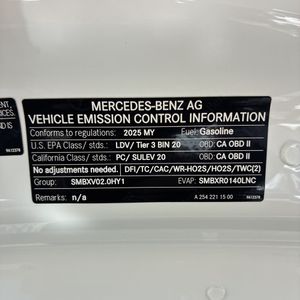 MERCEDES-BENZ AG
VEHICLE EMISSION CONTROL INFORMATION
Conforms to regulations: 2025 MY Fuel: Gasoline
U.S. EPA Class/ stds.: LDV/ Tier 3 BIN 20 OBD: CA OBD II
California Class/ stds.: PC/ SULEV 20 OBD: CA OBD II
No adjustments needed. DFI/TC/CAC/WR-HO2S/HO2S/TWC(2)
Group: SMBXV02.0HY1 EVAP: SMBXR0140LNC
Remarks: n/a A 254 221 15 00